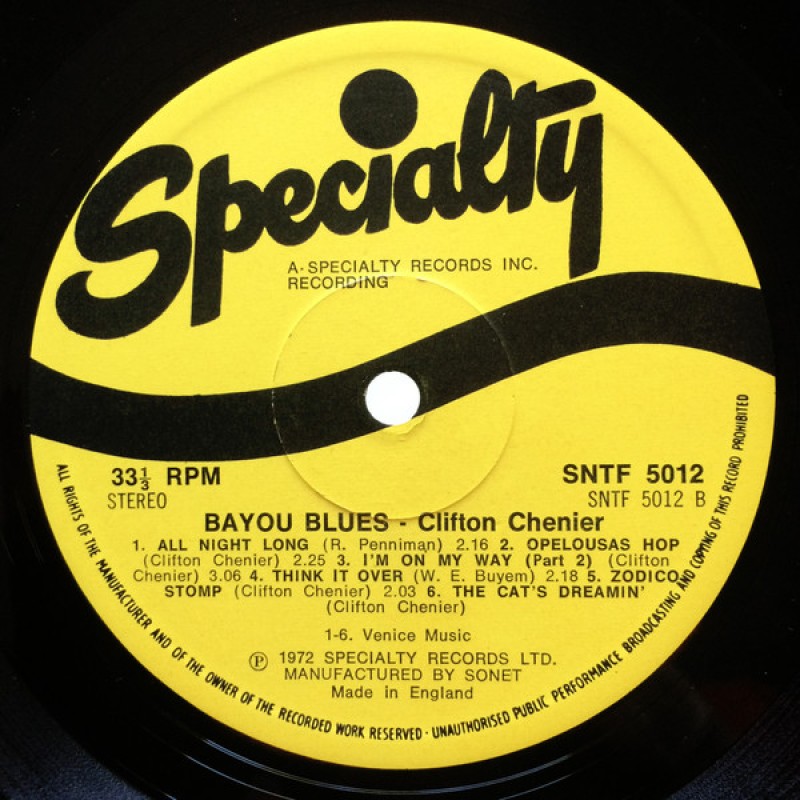 Specialty
A-SPECIALTY RECORDS INC.
RECORDING
33⅓ RPM
STEREO
SNTF 5012
SNTF 5012 B
BAYOU BLUES - Clifton Chenier
1. ALL NIGHT LONG (R. Penniman) 2.16 2. OPELOUSAS HOP
(Clifton Chenier) 2.25 3. I'M ON MY WAY (Part 2) (Clifton
Chenier) 3.06 4. THINK IT OVER (W. E. Buyem) 2.18 5. ZODICO
STOMP (Clifton Chenier) 2.03 6. THE CAT'S DREAMIN'
(Clifton Chenier)
1-6. Venice Music
Ⓟ 1972 SPECIALTY RECORDS LTD.
MANUFACTURED BY SONET
Made in England
ALL RIGHTS OF THE MANUFACTURER AND OF THE OWNER OF THE RECORDED WORK RESERVED · UNAUTHORISED PUBLIC PERFORMANCE BROADCASTING AND COPYING OF THIS RECORD PROHIBITED